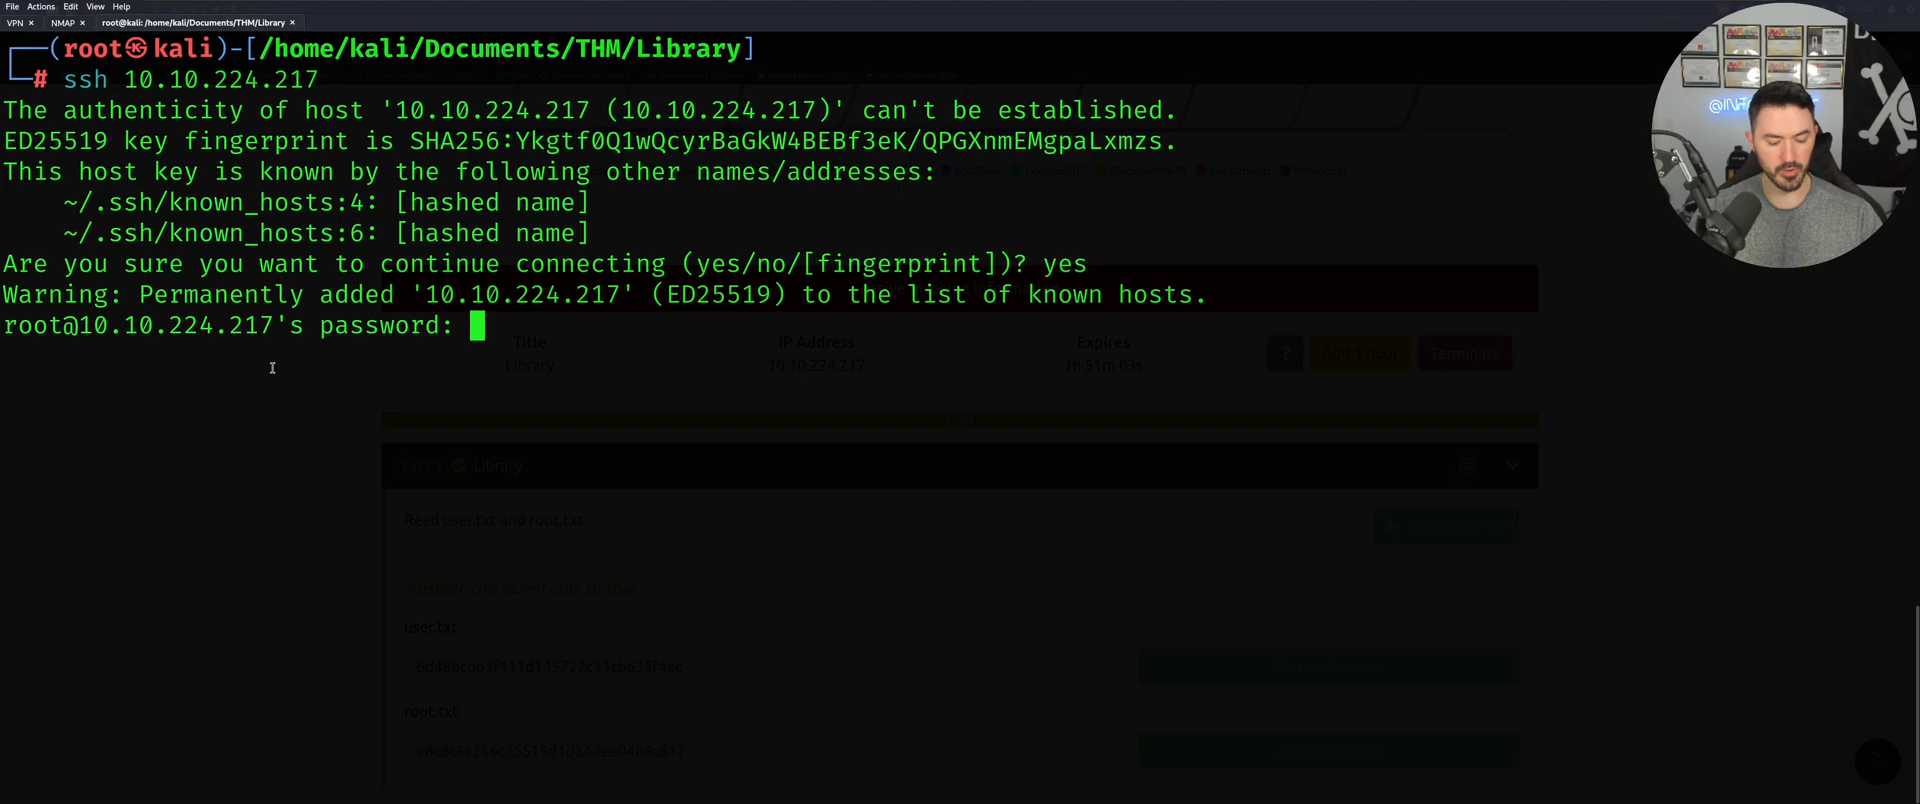 File Actions Edit View Help
VPN × NMAP × root@kali: /home/kali/Documents/THM/Library ×
┌──(root㉿kali)-[/home/kali/Documents/THM/Library]
└─# ssh 10.10.224.217
The authenticity of host '10.10.224.217 (10.10.224.217)' can't be established.
ED25519 key fingerprint is SHA256:Ykgtf0Q1wQcyrBaGkW4BEBf3eK/QPGXnmEMgpaLxmzs.
This host key is known by the following other names/addresses:
~/.ssh/known_hosts:4: [hashed name]
~/.ssh/known_hosts:6: [hashed name]
Are you sure you want to continue connecting (yes/no/[fingerprint])? yes
Warning: Permanently added '10.10.224.217' (ED25519) to the list of known hosts.
root@10.10.224.217's password:
Title IP Address Expires
Library 10.10.224.217 1h 51m 03s
? Add 1 hour Terminate
Task 1 Library
Read user.txt and root.txt
Answer the questions below
user.txt
root.txt